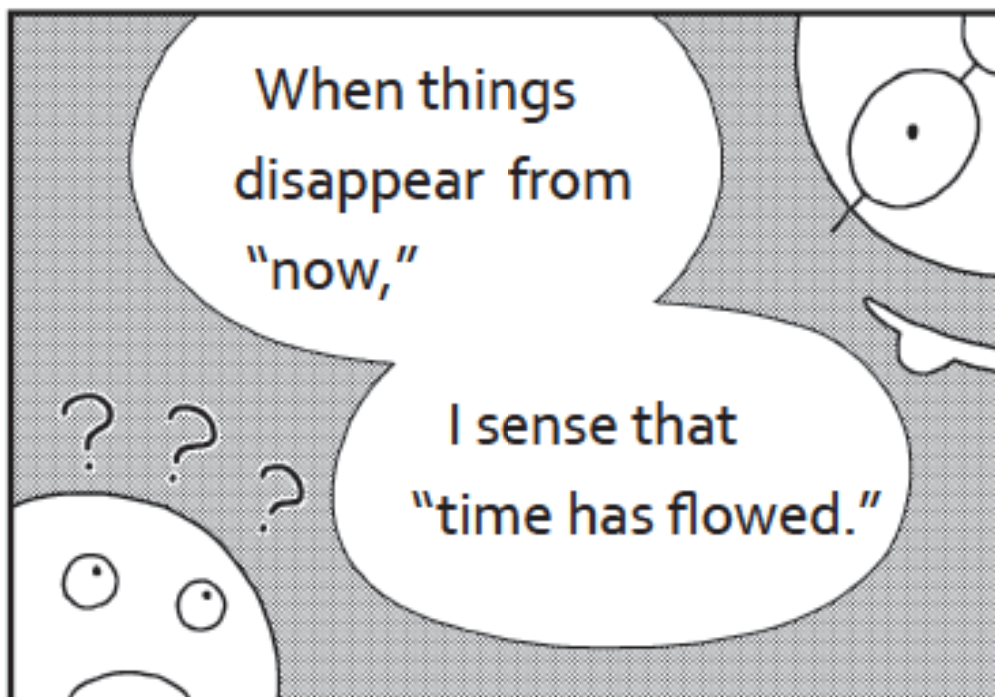 When things
disappear from
“now,”
I sense that
“time has flowed.”
? ? ?